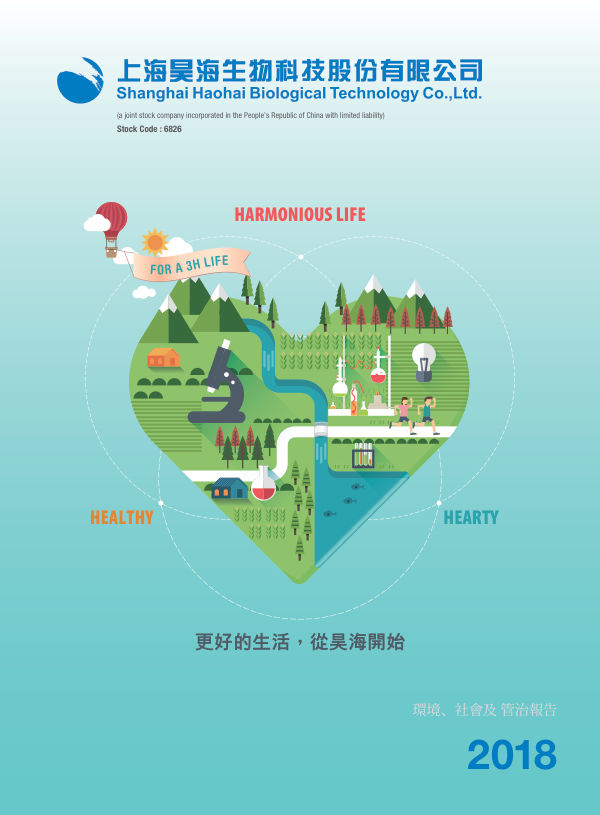 上海昊海生物科技股份有限公司
Shanghai Haohai Biological Technology Co.,Ltd.
(a joint stock company incorporated in the People's Republic of China with limited liability)
Stock Code : 6826
HARMONIOUS LIFE
FOR A 3H LIFE
HEALTHY
HEARTY
更好的生活，從昊海開始
環境、社會及 管治報告
2018